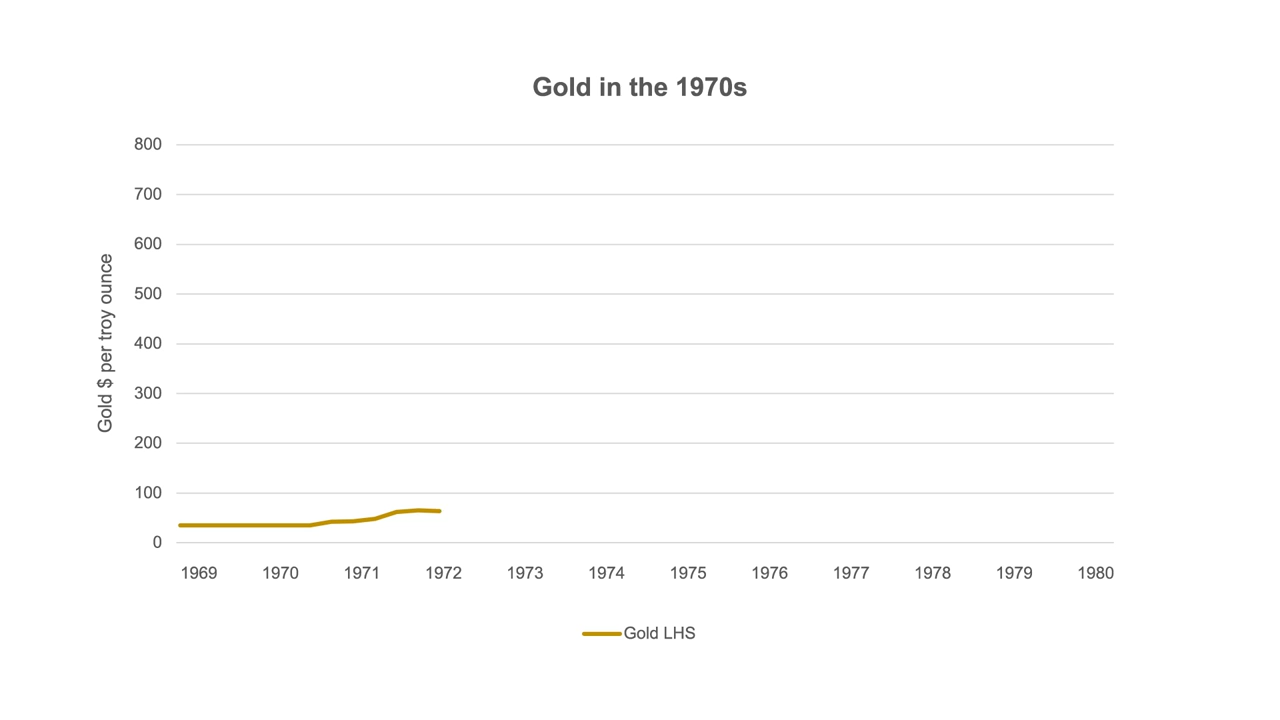 Gold in the 1970s
800
700
600
500
400
300
200
100
0
Gold $ per troy ounce
1969 1970 1971 1972 1973 1974 1975 1976 1977 1978 1979 1980
Gold LHS